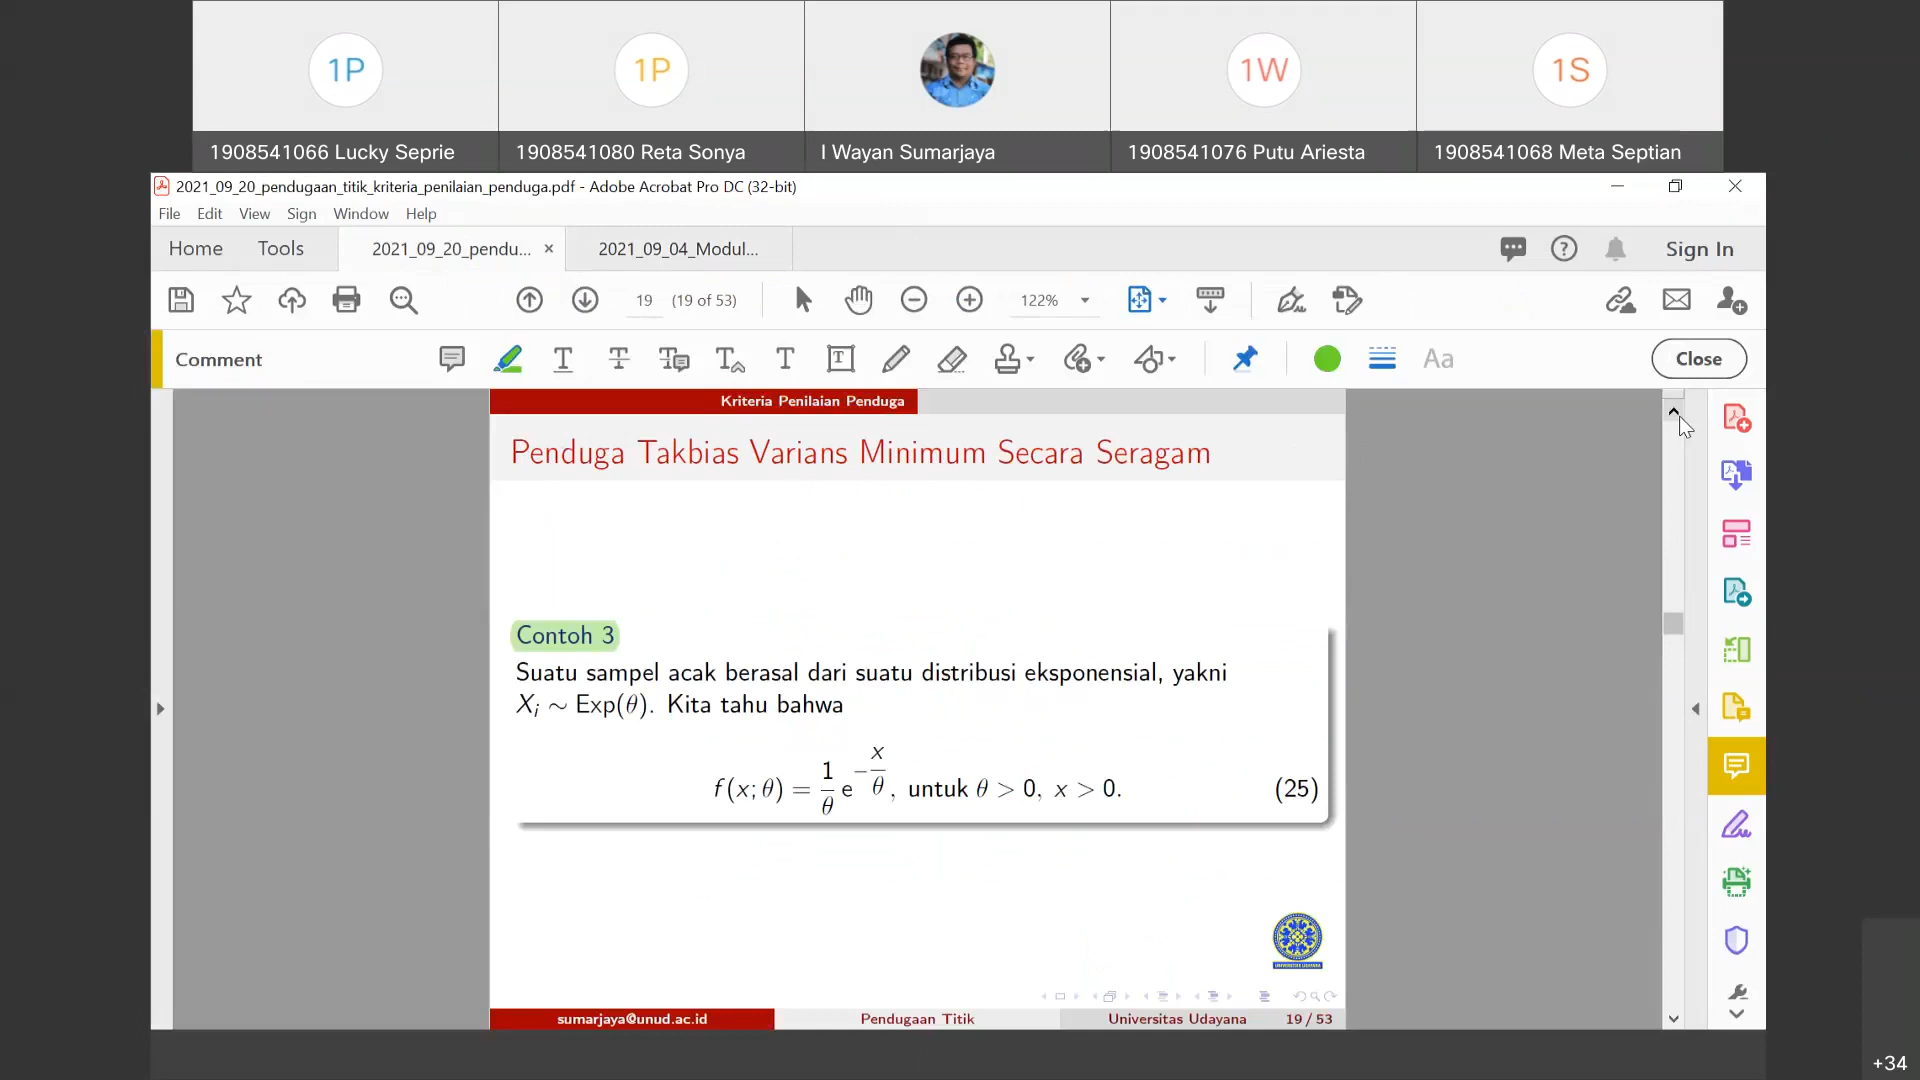 1P
1P
1W
1S
1908541066 Lucky Seprie
1908541080 Reta Sonya
I Wayan Sumarjaya
1908541076 Putu Ariesta
1908541068 Meta Septian
2021_09_20_pendugaan_titik_kriteria_penilaian_penduga.pdf - Adobe Acrobat Pro DC (32-bit)
File Edit View Sign Window Help
Home Tools 2021_09_20_pendu... × 2021_09_04_Modul... Sign In
19 (19 of 53) 122%
Comment Aa Close
Kriteria Penilaian Penduga
Penduga Takbias Varians Minimum Secara Seragam
Contoh 3
Suatu sampel acak berasal dari suatu distribusi eksponensial, yakni
Xᵢ ∼ Exp(θ). Kita tahu bahwa
f(x; θ) = 1/θ e^(−x/θ), untuk θ > 0, x > 0. (25)
UNIVERSITAS UDAYANA
sumarjaya@unud.ac.id Pendugaan Titik Universitas Udayana 19 / 53
+34